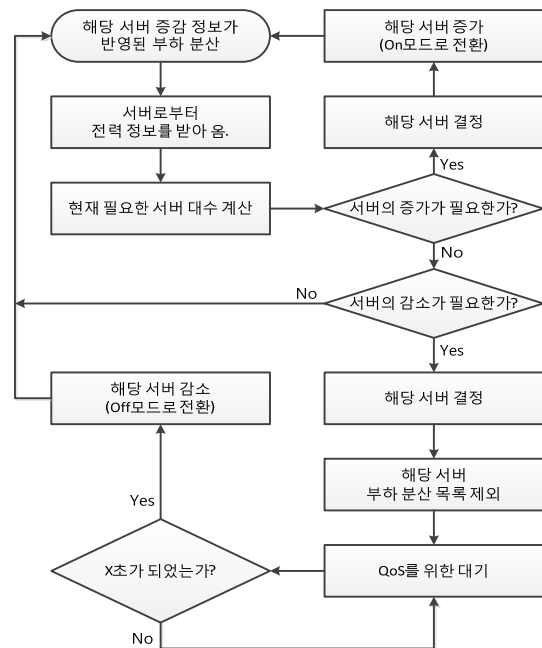 해당 서버 증감 정보가
반영된 부하 분산
서버로부터
전력 정보를 받아 옴.
현재 필요한 서버 대수 계산
해당 서버 증가
(On모드로 전환)
해당 서버 결정
Yes
서버의 증가가 필요한가?
No
서버의 감소가 필요한가?
No
Yes
해당 서버 결정
해당 서버
부하 분산 목록 제외
QoS를 위한 대기
X초가 되었는가?
No
Yes
해당 서버 감소
(Off모드로 전환)